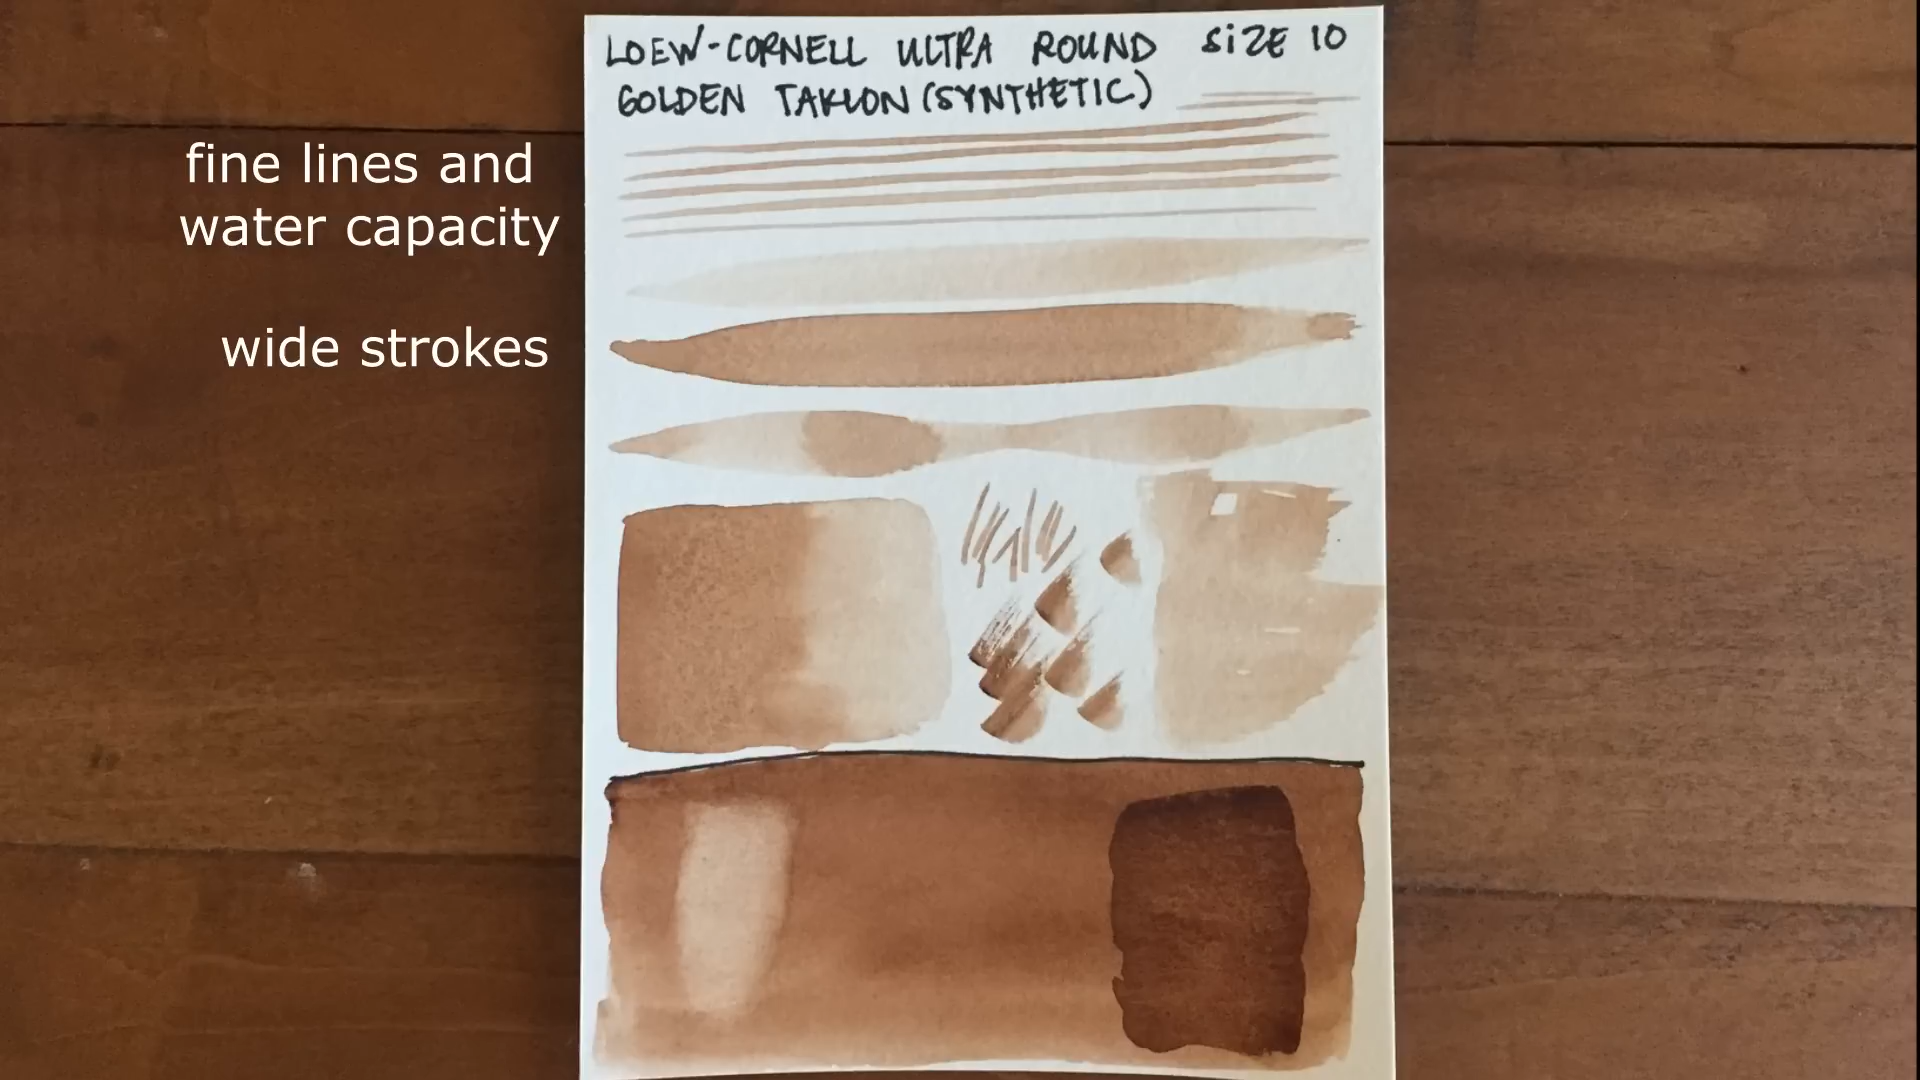 LOEW-CORNELL ULTRA ROUND SiZE 10
GOLDEN TAKLON (SYNTHETIC)
fine lines and
water capacity
wide strokes